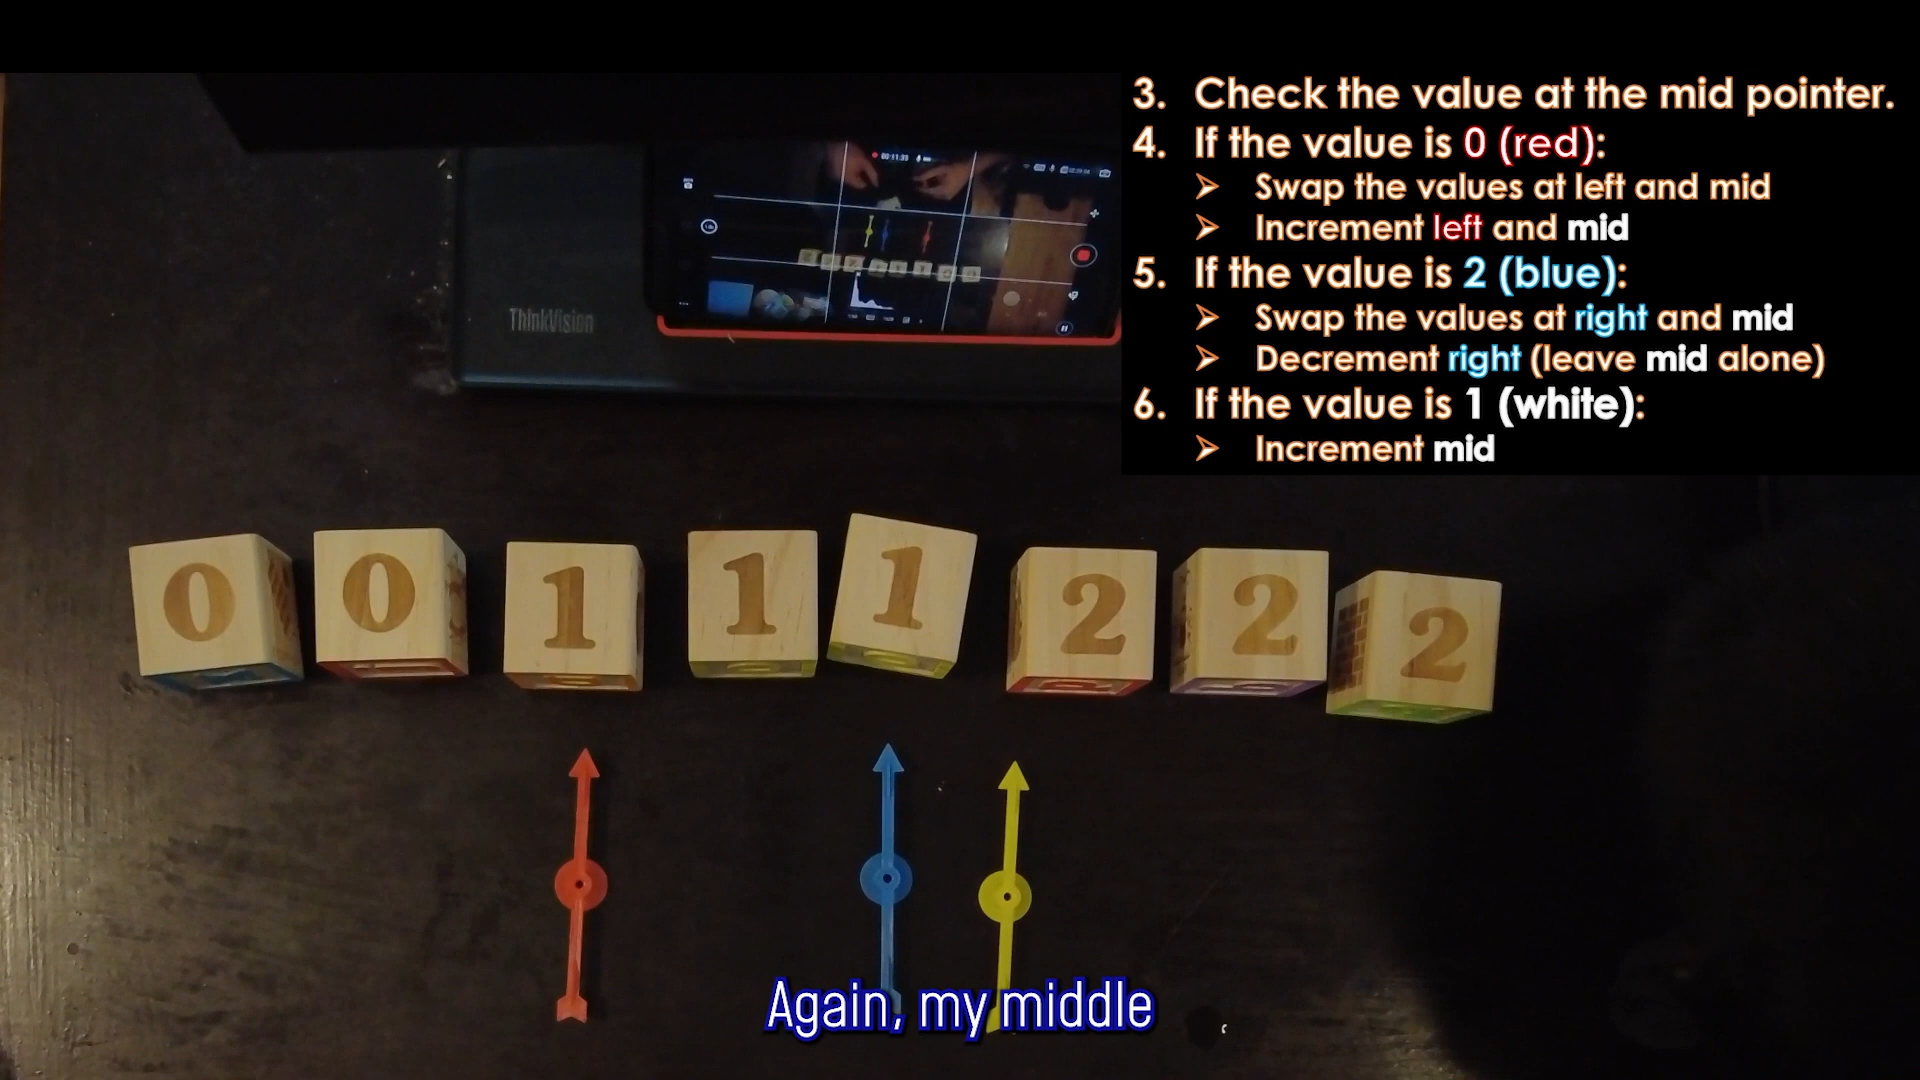 3. Check the value at the mid pointer.
4. If the value is 0 (red):
➢ Swap the values at left and mid
➢ Increment left and mid
5. If the value is 2 (blue):
➢ Swap the values at right and mid
➢ Decrement right (leave mid alone)
6. If the value is 1 (white):
➢ Increment mid
ThinkVision
0 0 1 1 1 2 2 2
Again, my middle